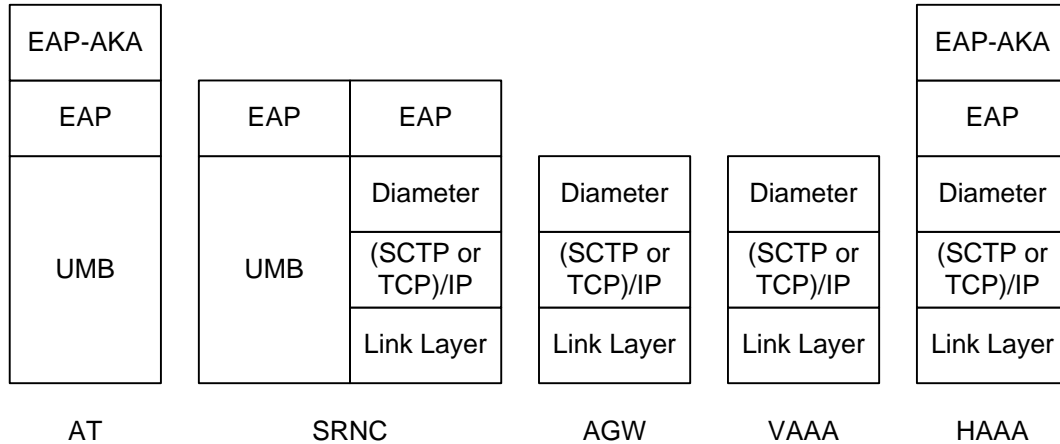 EAP-AKA
EAP-AKA
EAP
EAP
EAP
EAP
Diameter
Diameter
Diameter
Diameter
UMB
UMB
(SCTP or
TCP)/IP
(SCTP or
TCP)/IP
(SCTP or
TCP)/IP
(SCTP or
TCP)/IP
Link Layer
Link Layer
Link Layer
Link Layer
AT
SRNC
AGW
VAAA
HAAA